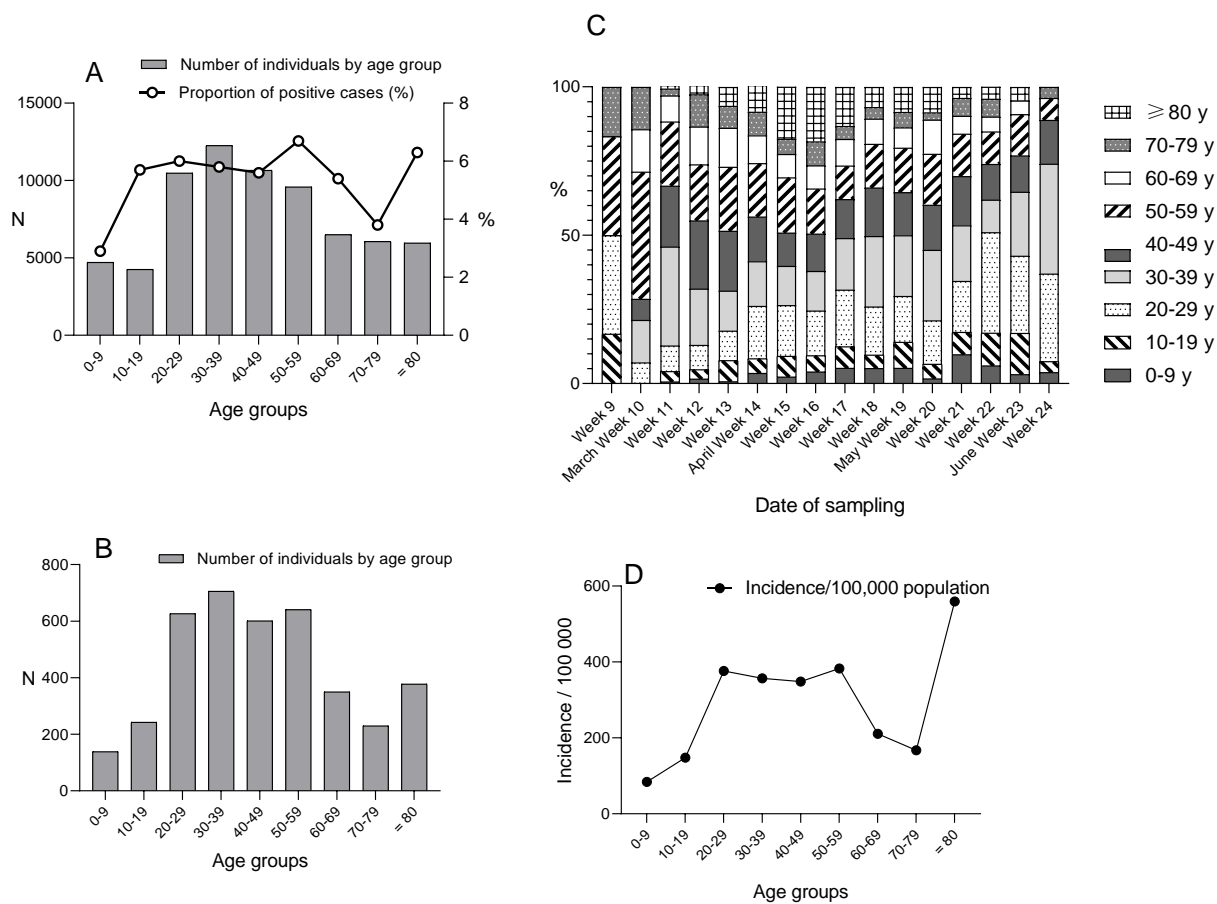 A
Number of individuals by age group
Proportion of positive cases (%)
15000
10000
5000
0
N
8
6
4
2
0
%
0-9
10-19
20-29
30-39
40-49
50-59
60-69
70-79
= 80
Age groups
B
Number of individuals by age group
800
600
400
200
0
N
0-9
10-19
20-29
30-39
40-49
50-59
60-69
70-79
= 80
Age groups
C
100
50
0
%
Week 9
March Week 10
Week 11
Week 12
Week 13
April Week 14
Week 15
Week 16
Week 17
Week 18
May Week 19
Week 20
Week 21
Week 22
June Week 23
Week 24
Date of sampling
⩾ 80 y
70-79 y
60-69 y
50-59 y
40-49 y
30-39 y
20-29 y
10-19 y
0-9 y
D
Incidence/100,000 population
600
400
200
0
Incidence / 100 000
0-9
10-19
20-29
30-39
40-49
50-59
60-69
70-79
= 80
Age groups